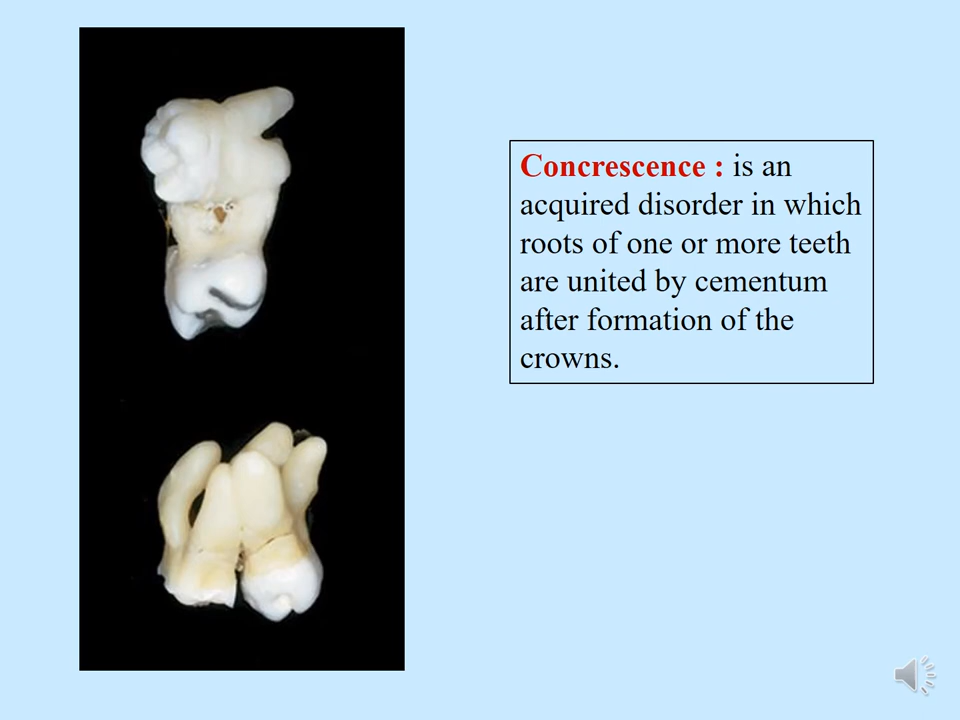 Concrescence : is an
acquired disorder in which
roots of one or more teeth
are united by cementum
after formation of the
crowns.